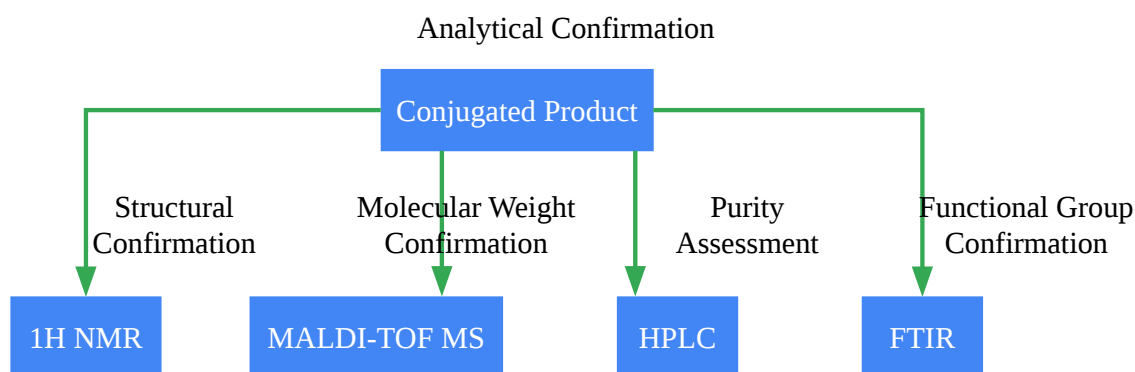 Analytical Confirmation
Conjugated Product
Structural
Confirmation
Molecular Weight
Confirmation
Purity
Assessment
Functional Group
Confirmation
1H NMR
MALDI-TOF MS
HPLC
FTIR